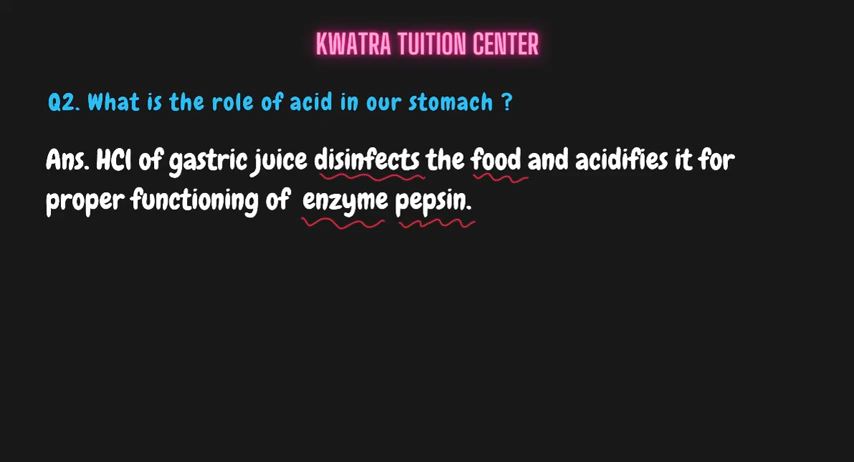 KWATRA TUITION CENTER
Q2. What is the role of acid in our stomach ?
Ans. HCl of gastric juice disinfects the food and acidifies it for
proper functioning of enzyme pepsin.